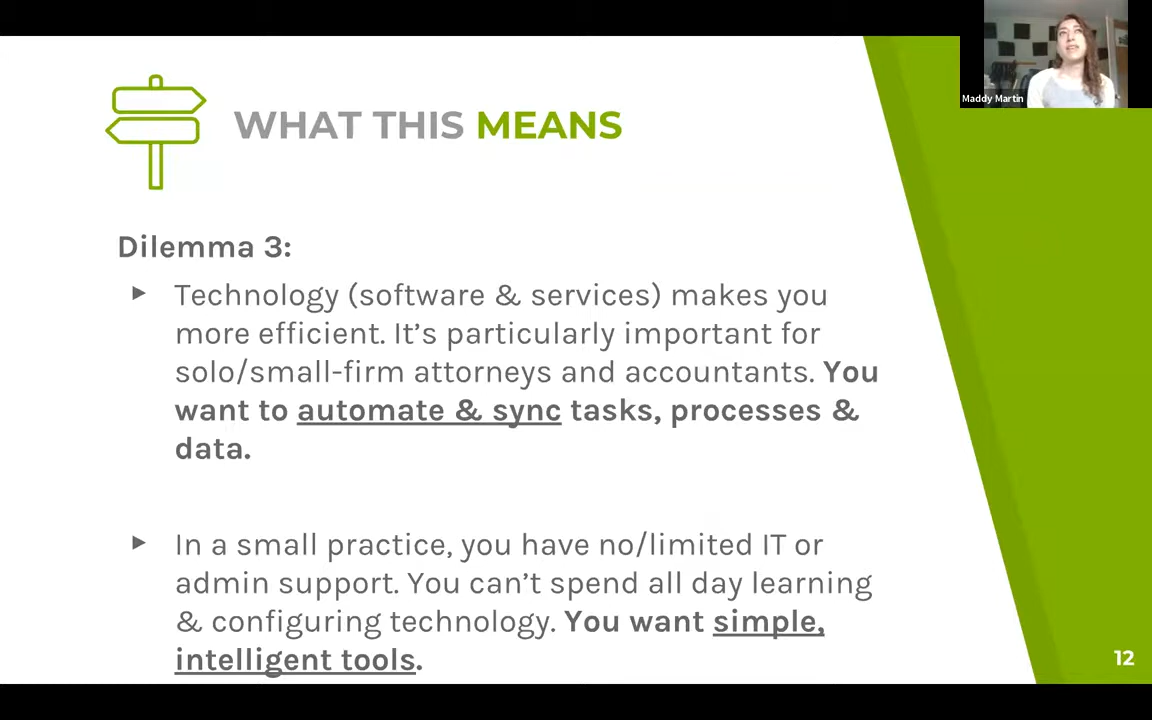 Maddy Martin
WHAT THIS MEANS
Dilemma 3:
Technology (software & services) makes you
more efficient. It's particularly important for
solo/small-firm attorneys and accountants. You
want to automate & sync tasks, processes &
data.
In a small practice, you have no/limited IT or
admin support. You can't spend all day learning
& configuring technology. You want simple,
intelligent tools.
12